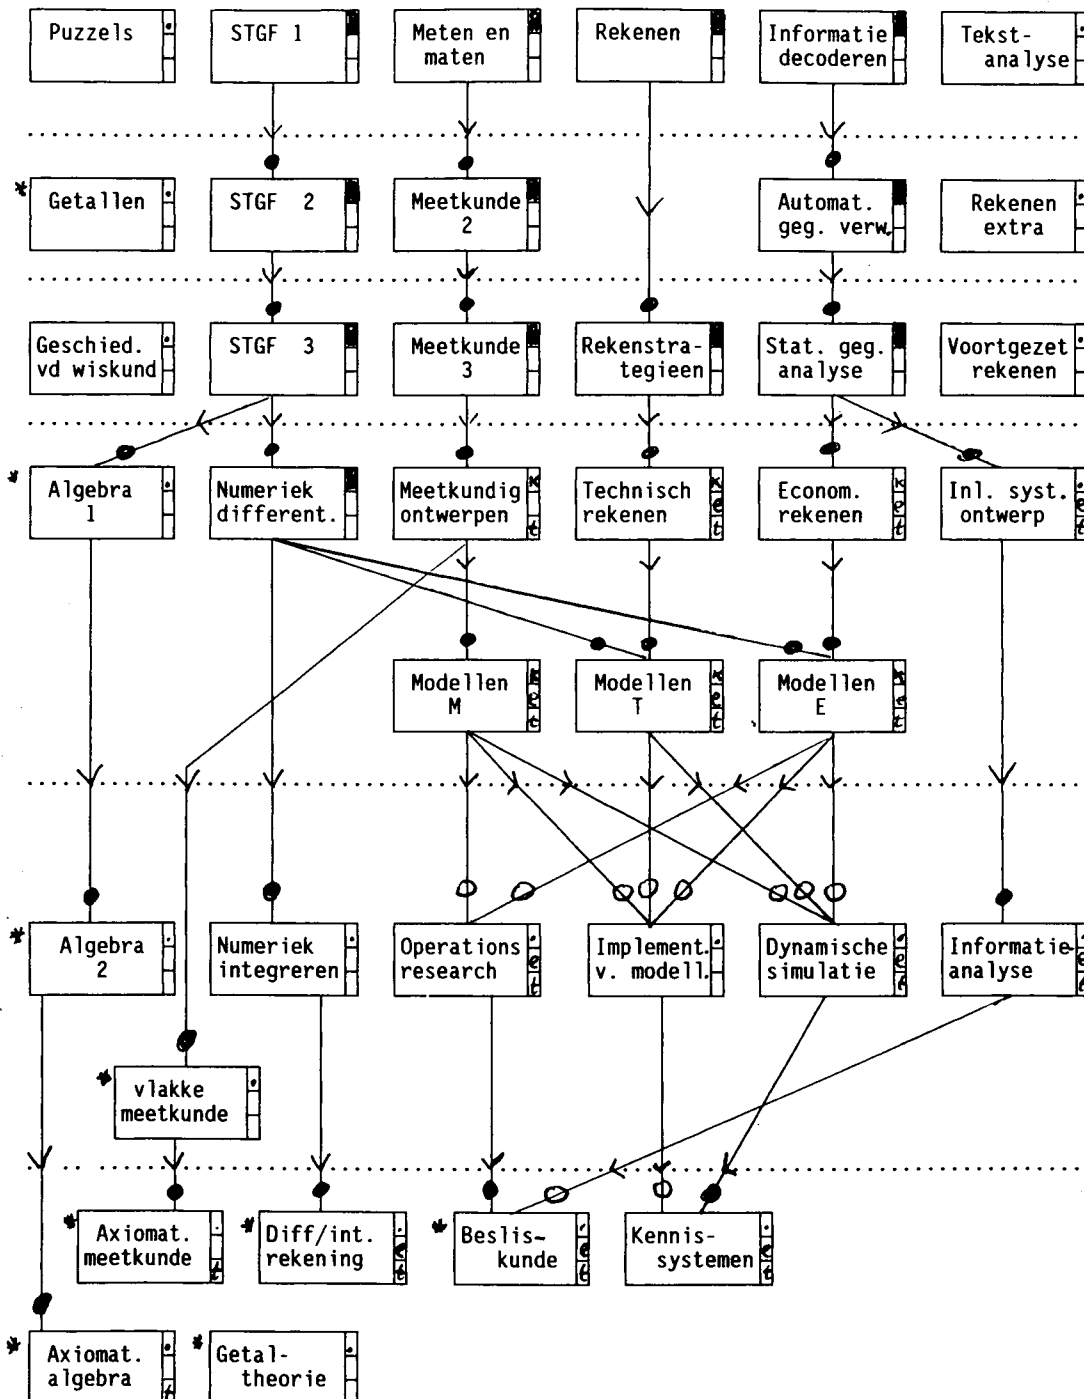 Puzzels
STGF 1
Meten en
maten
Rekenen
Informatie
decoderen
Tekst-
analyse
* Getallen
STGF 2
Meetkunde
2
Automat.
geg. verw.
Rekenen
extra
Geschied.
vd wiskund
STGF 3
Meetkunde
3
Rekenstra-
tegieen
Stat. geg.
analyse
Voortgezet
rekenen
* Algebra
1
Numeriek
different.
Meetkundig
ontwerpen
x
e
t
Technisch
rekenen
x
e
t
Econom.
rekenen
x
e
t
Inl. syst.
ontwerp
e
t
Modellen
M
x
e
t
Modellen
T
x
e
t
Modellen
E
x
e
t
* Algebra
2
Numeriek
integreren
Operations
research
e
t
Implement.
v. modell.
Dynamische
simulatie
e
t
Informatie-
analyse
e
t
* vlakke
meetkunde
* Axiomat.
meetkunde
t
* Diff/int.
rekening
e
t
* Beslis-
kunde
e
t
Kennis-
systemen
e
t
* Axiomat.
algebra
t
* Getal-
theorie